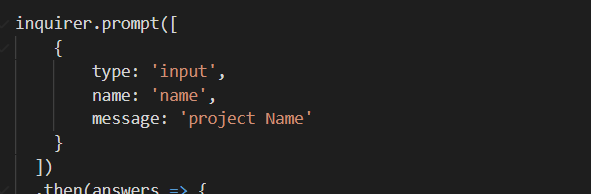 inquirer.prompt([
{
type: 'input',
name: 'name',
message: 'project Name'
}
])
.then(answers => {